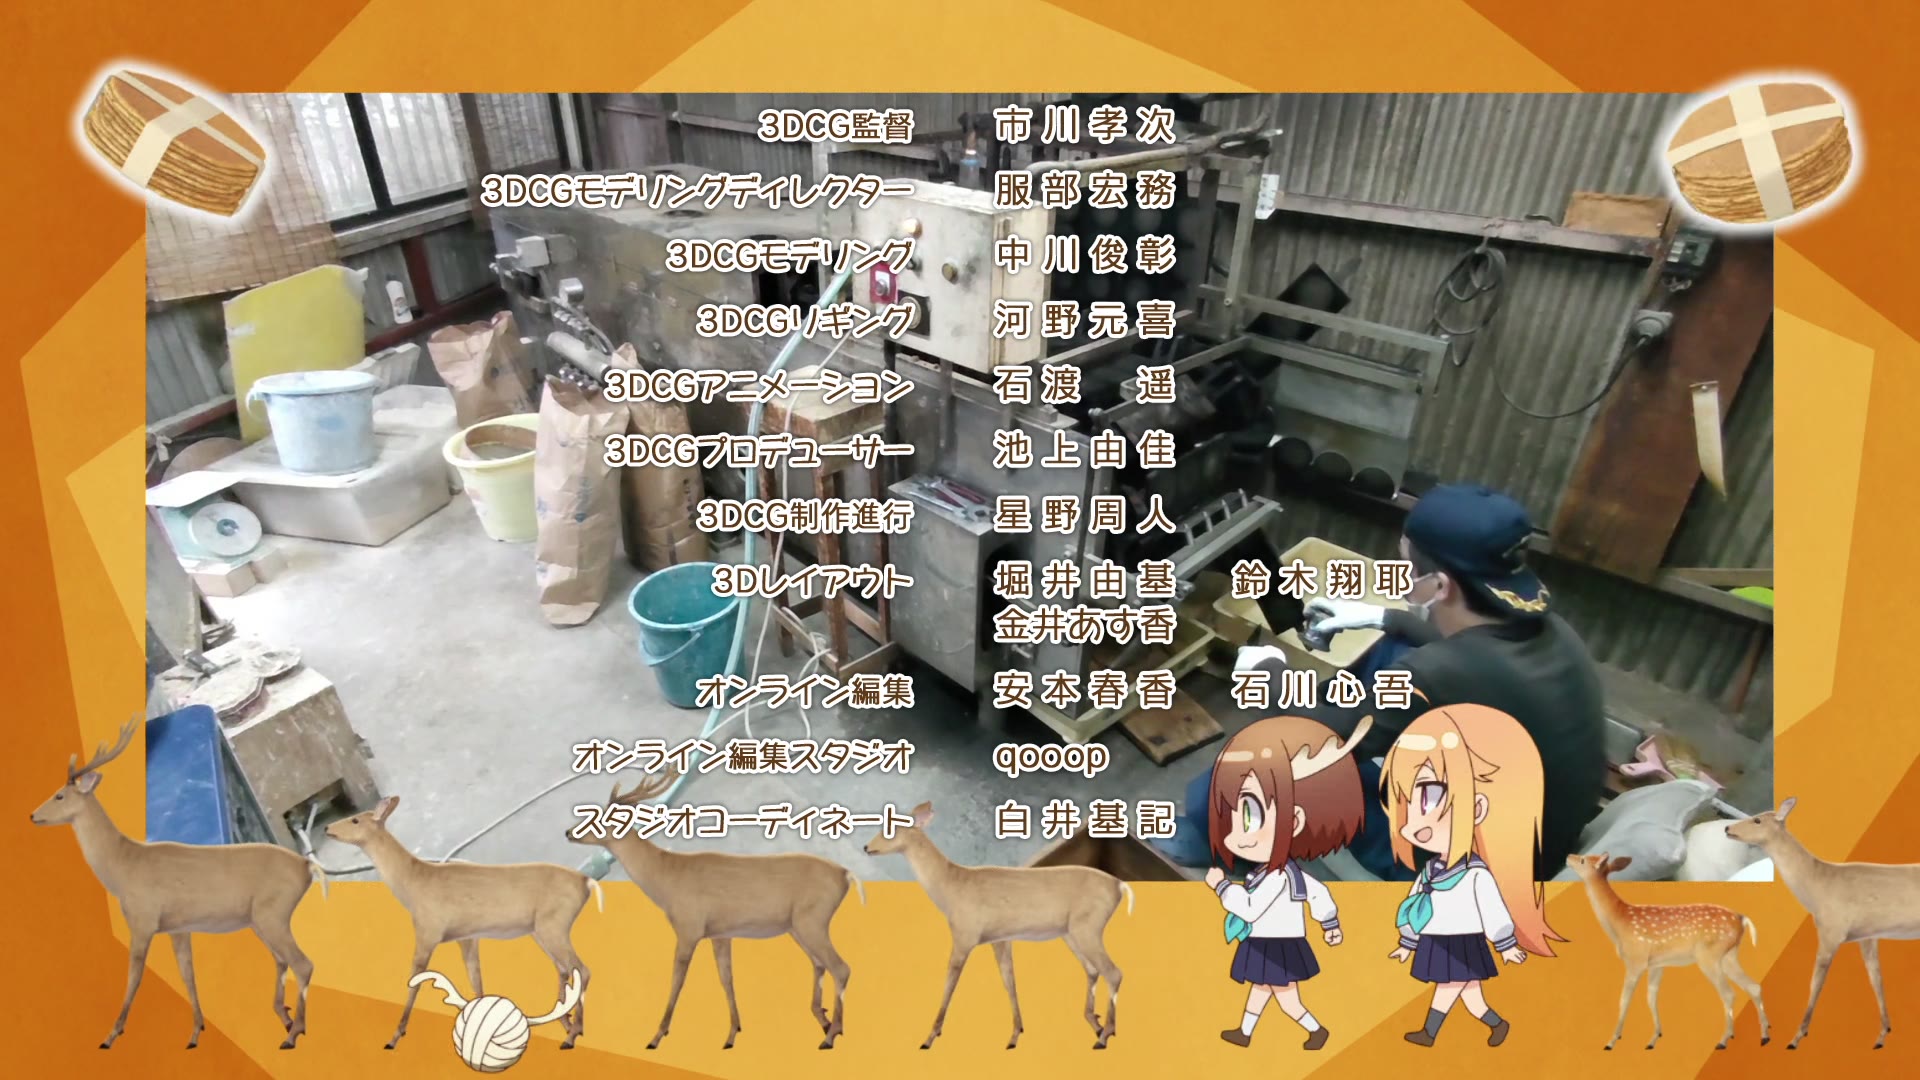 3DCG監督 市川孝次
3DCGモデリングディレクター 服部宏務
3DCGモデリング 中川俊彰
3DCGリギング 河野元喜
3DCGアニメーション 石渡 遥
3DCGプロデューサー 池上由佳
3DCG制作進行 星野周人
3Dレイアウト 堀井由基 鈴木翔耶
金井あす香
オンライン編集 安本春香 石川心吾
オンライン編集スタジオ qooop
スタジオコーディネート 白井基記